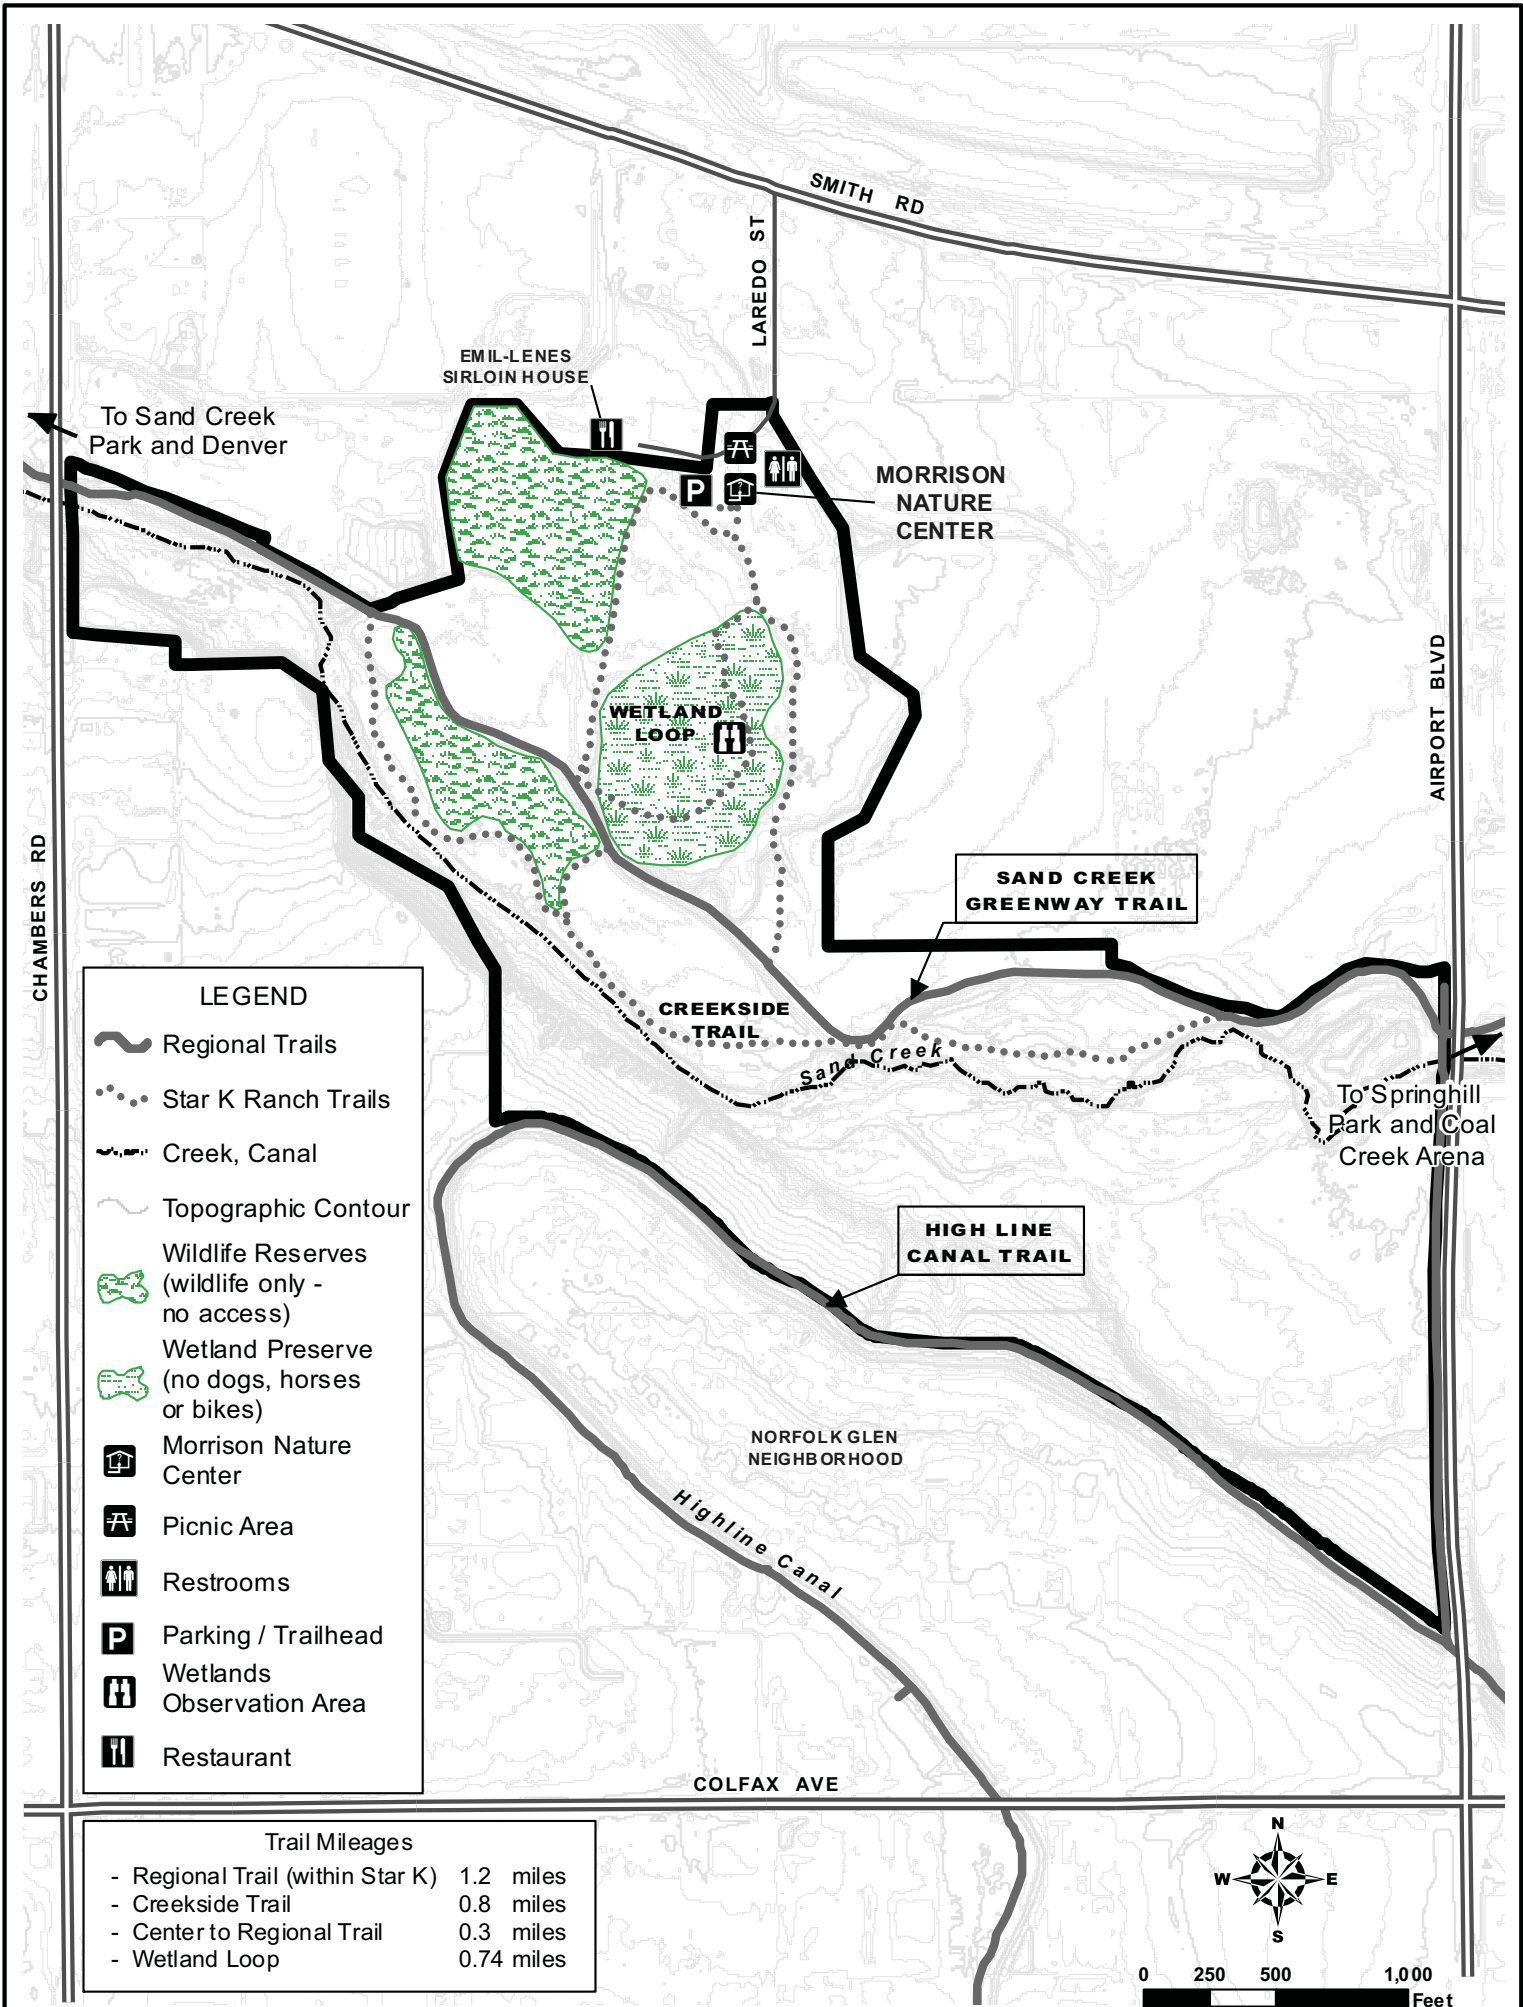 SMITH RD
LAREDO ST
EMIL-LENES
SIRLOIN HOUSE
To Sand Creek
Park and Denver
P
MORRISON
NATURE
CENTER
WETLAND
LOOP
AIRPORT BLVD
CHAMBERS RD
SAND CREEK
GREENWAY TRAIL
CREEKSIDE
TRAIL
Sand Creek
To Springhill
Park and Coal
Creek Arena
HIGH LINE
CANAL TRAIL
NORFOLK GLEN
NEIGHBORHOOD
Highline Canal
COLFAX AVE
LEGEND
Regional Trails
Star K Ranch Trails
Creek, Canal
Topographic Contour
Wildlife Reserves
(wildlife only -
no access)
Wetland Preserve
(no dogs, horses
or bikes)
Morrison Nature
Center
Picnic Area
Restrooms
P Parking / Trailhead
Wetlands
Observation Area
Restaurant
Trail Mileages
- Regional Trail (within Star K) 1.2 miles
- Creekside Trail 0.8 miles
- Center to Regional Trail 0.3 miles
- Wetland Loop 0.74 miles
N
W E
S
0 250 500 1,000
Feet